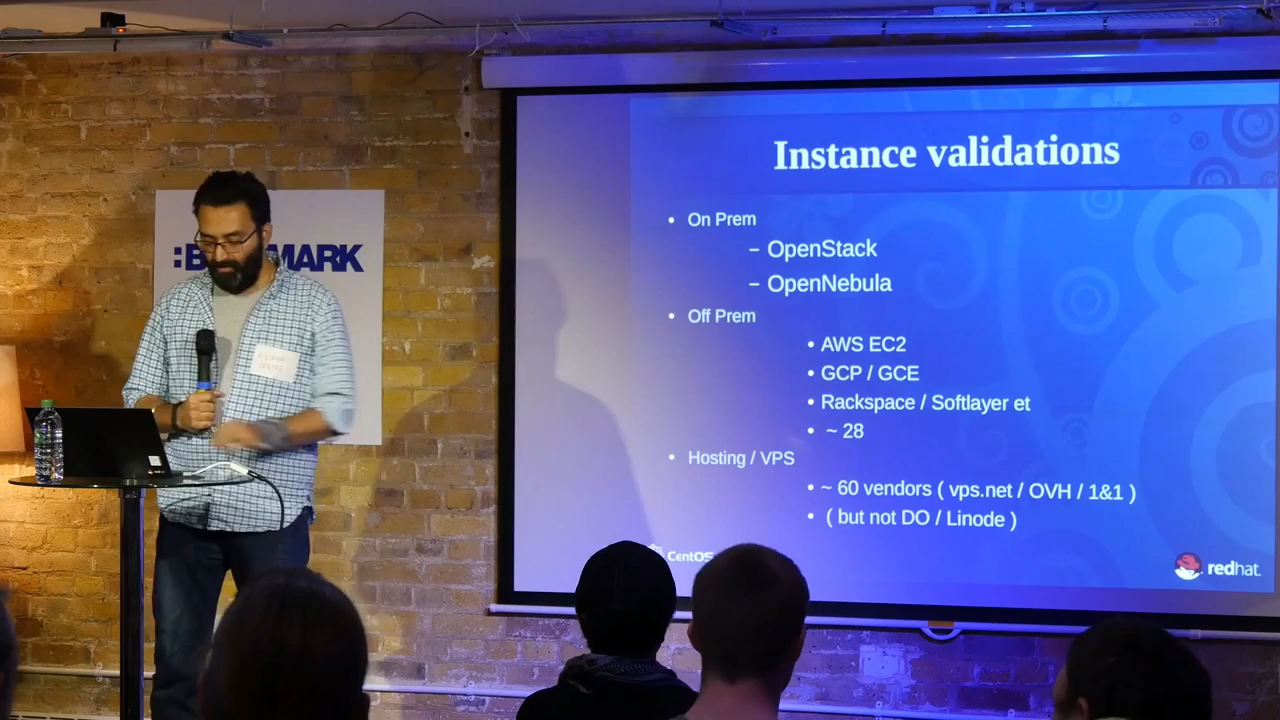 :B MARK
Instance validations
• On Prem
– OpenStack
– OpenNebula
• Off Prem
• AWS EC2
• GCP / GCE
• Rackspace / Softlayer et
• ~ 28
• Hosting / VPS
• ~ 60 vendors ( vps.net / OVH / 1&1 )
• ( but not DO / Linode )
CentOS
redhat.